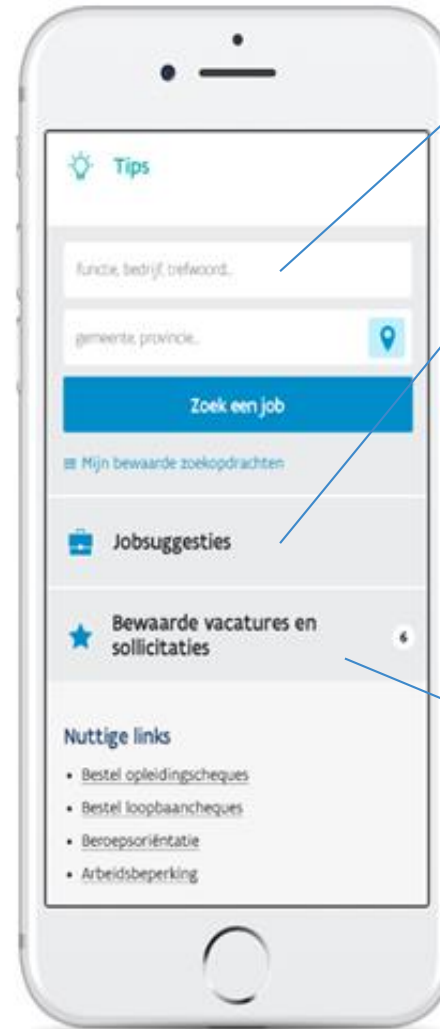 Tips
functie, bedrijf, trefwoord...
gemeente, provincie...
Zoek een job
Mijn bewaarde zoekopdrachten
Jobsuggesties
Bewaarde vacatures en
sollicitaties
6
Nuttige links
• Bestel opleidingscheques
• Bestel loopbaancheques
• Beroepsoriëntatie
• Arbeidsbeperking